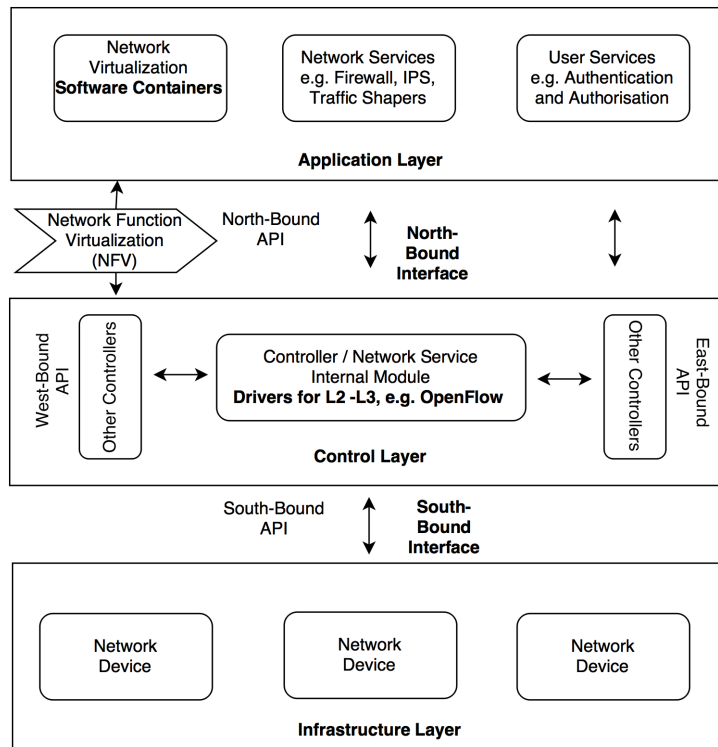 Network
Virtualization
Software Containers
Network Services
e.g. Firewall, IPS,
Traffic Shapers
User Services
e.g. Authentication
and Authorisation
Application Layer
Network Function
Virtualization
(NFV)
North-Bound
API
North-
Bound
Interface
West-Bound
API
Other Controllers
Controller / Network Service
Internal Module
Drivers for L2 -L3, e.g. OpenFlow
Other Controllers
East-Bound
API
Control Layer
South-Bound
API
South-
Bound
Interface
Network
Device
Network
Device
Network
Device
Infrastructure Layer